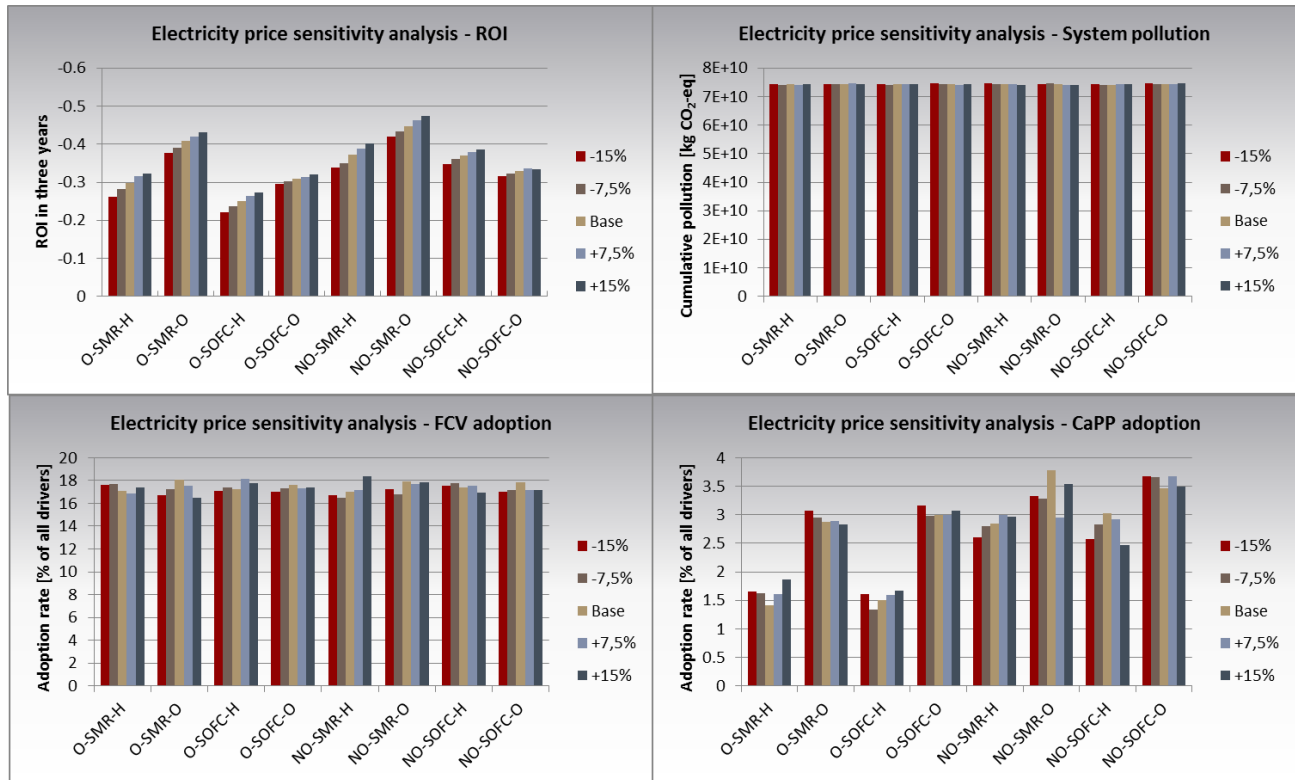 Electricity price sensitivity analysis - ROI
ROI in three years
-0.6
-0.5
-0.4
-0.3
-0.2
-0.1
0
O-SMR-H
O-SMR-O
O-SOFC-H
O-SOFC-O
NO-SMR-H
NO-SMR-O
NO-SOFC-H
NO-SOFC-O
-15%
-7,5%
Base
+7,5%
+15%
Electricity price sensitivity analysis - System pollution
Cumulative pollution [kg CO₂-eq]
8E+10
7E+10
6E+10
5E+10
4E+10
3E+10
2E+10
1E+10
0
O-SMR-H
O-SMR-O
O-SOFC-H
O-SOFC-O
NO-SMR-H
NO-SMR-O
NO-SOFC-H
NO-SOFC-O
-15%
-7,5%
Base
+7,5%
+15%
Electricity price sensitivity analysis - FCV adoption
Adoption rate [% of all drivers]
20
18
16
14
12
10
8
6
4
2
0
O-SMR-H
O-SMR-O
O-SOFC-H
O-SOFC-O
NO-SMR-H
NO-SMR-O
NO-SOFC-H
NO-SOFC-O
-15%
-7,5%
Base
+7,5%
+15%
Electricity price sensitivity analysis - CaPP adoption
Adoption rate [% of all drivers]
4
3.5
3
2.5
2
1.5
1
0.5
0
O-SMR-H
O-SMR-O
O-SOFC-H
O-SOFC-O
NO-SMR-H
NO-SMR-O
NO-SOFC-H
NO-SOFC-O
-15%
-7,5%
Base
+7,5%
+15%